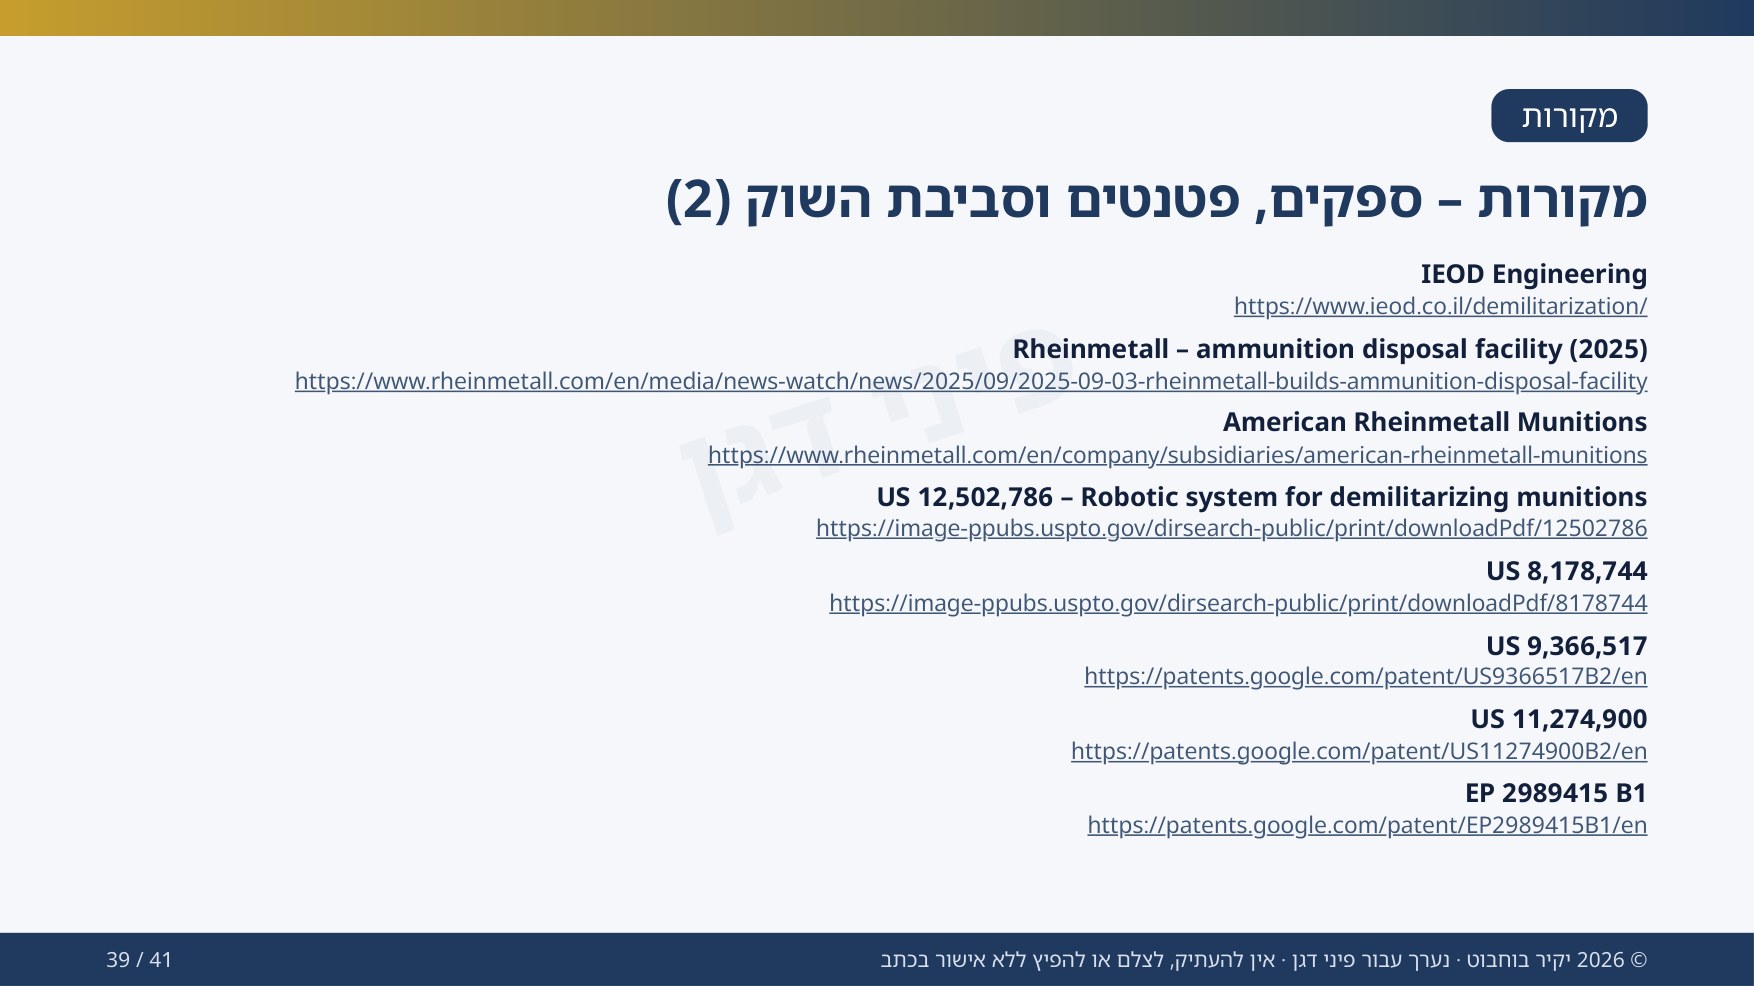 מקורות
מקורות – ספקים, פטנטים וסביבת השוק (2)
IEOD Engineering
https://www.ieod.co.il/demilitarization/
Rheinmetall – ammunition disposal facility (2025)
https://www.rheinmetall.com/en/media/news-watch/news/2025/09/2025-09-03-rheinmetall-builds-ammunition-disposal-facility
American Rheinmetall Munitions
https://www.rheinmetall.com/en/company/subsidiaries/american-rheinmetall-munitions
US 12,502,786 – Robotic system for demilitarizing munitions
https://image-ppubs.uspto.gov/dirsearch-public/print/downloadPdf/12502786
US 8,178,744
https://image-ppubs.uspto.gov/dirsearch-public/print/downloadPdf/8178744
US 9,366,517
https://patents.google.com/patent/US9366517B2/en
US 11,274,900
https://patents.google.com/patent/US11274900B2/en
EP 2989415 B1
https://patents.google.com/patent/EP2989415B1/en
פיני דגן
© 2026 יקיר בוחבוט · נערך עבור פיני דגן · אין להעתיק, לצלם או להפיץ ללא אישור בכתב
39 / 41